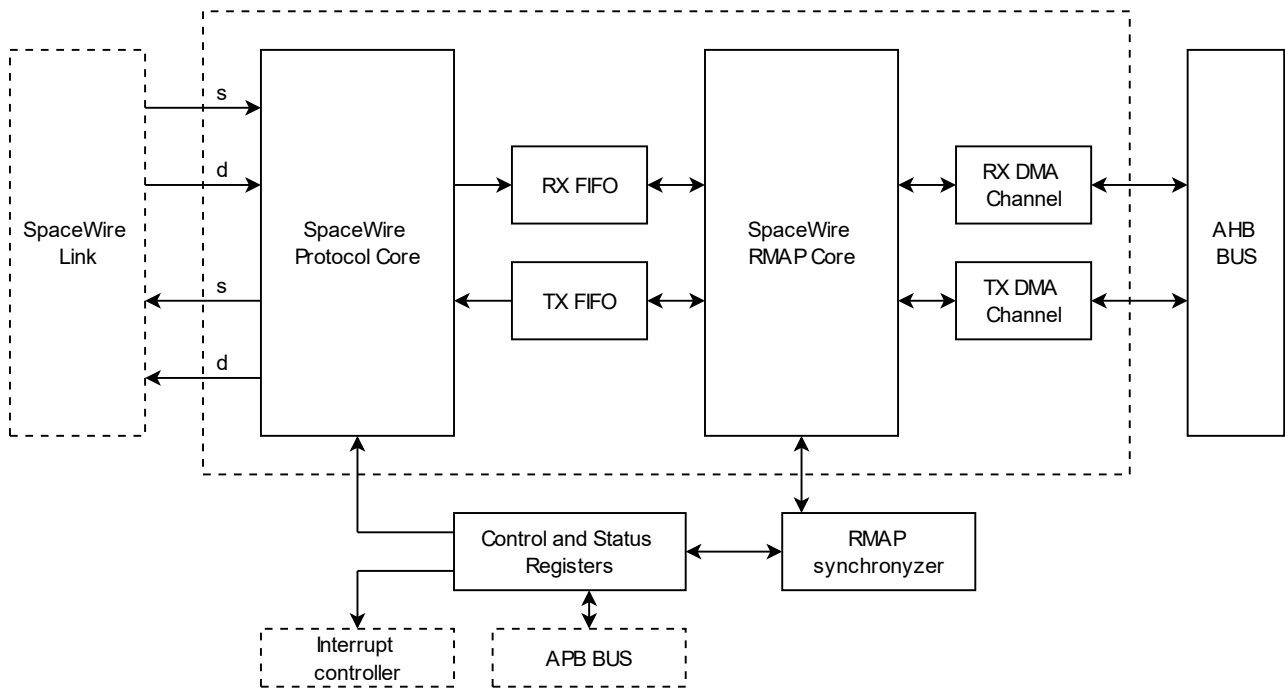 s
d
s
d
SpaceWire
Link
SpaceWire
Protocol Core
RX FIFO
TX FIFO
SpaceWire
RMAP Core
RX DMA
Channel
TX DMA
Channel
AHB
BUS
Control and Status
Registers
RMAP
synchronyzer
Interrupt
controller
APB BUS